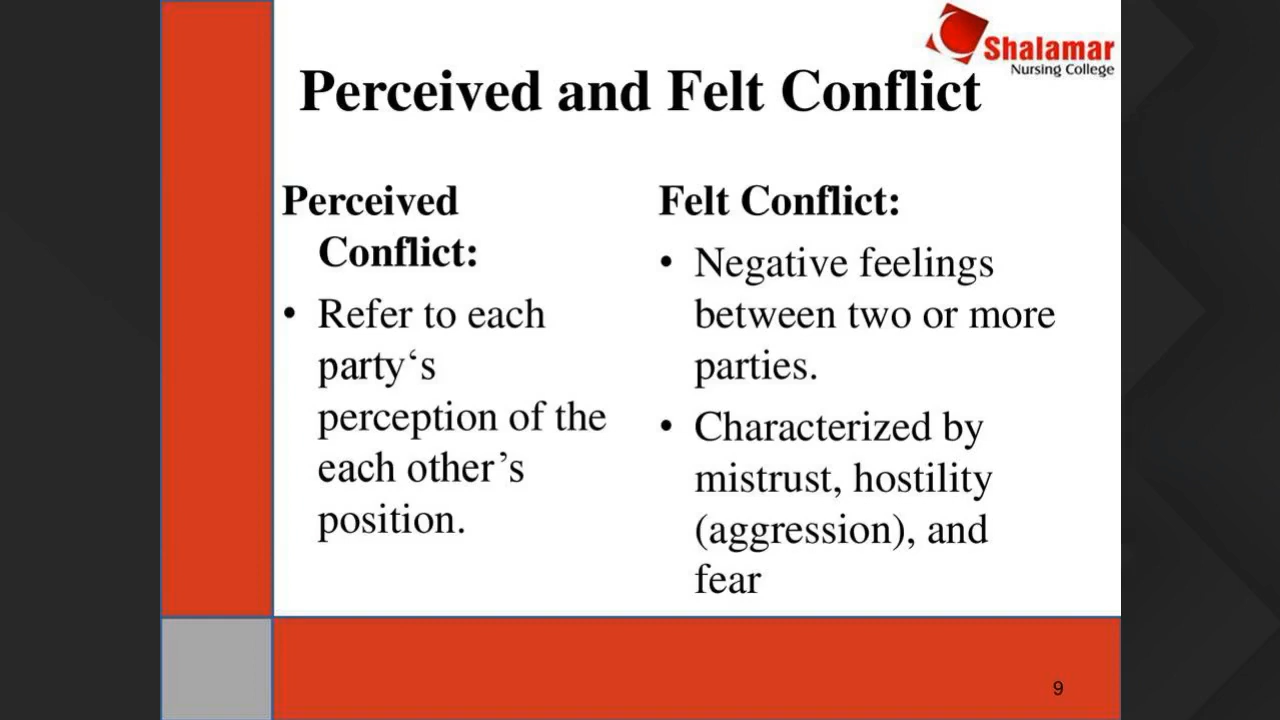 Shalamar
Nursing College
Perceived and Felt Conflict
Perceived
Conflict:
• Refer to each
party‘s
perception of the
each other’s
position.
Felt Conflict:
• Negative feelings
between two or more
parties.
• Characterized by
mistrust, hostility
(aggression), and
fear
9